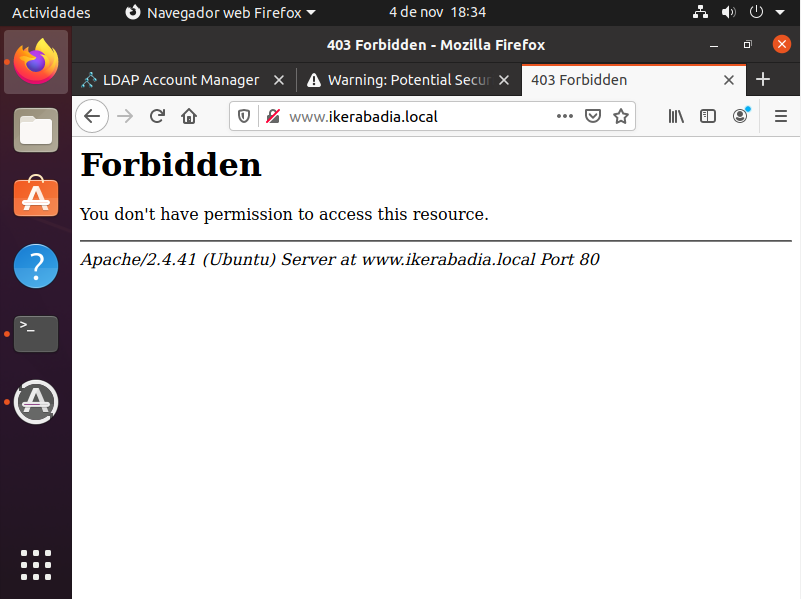 Actividades Navegador web Firefox 4 de nov 18:34
403 Forbidden - Mozilla Firefox
LDAP Account Manager Warning: Potential Secur 403 Forbidden
www.ikerabadia.local
Forbidden
You don't have permission to access this resource.
Apache/2.4.41 (Ubuntu) Server at www.ikerabadia.local Port 80